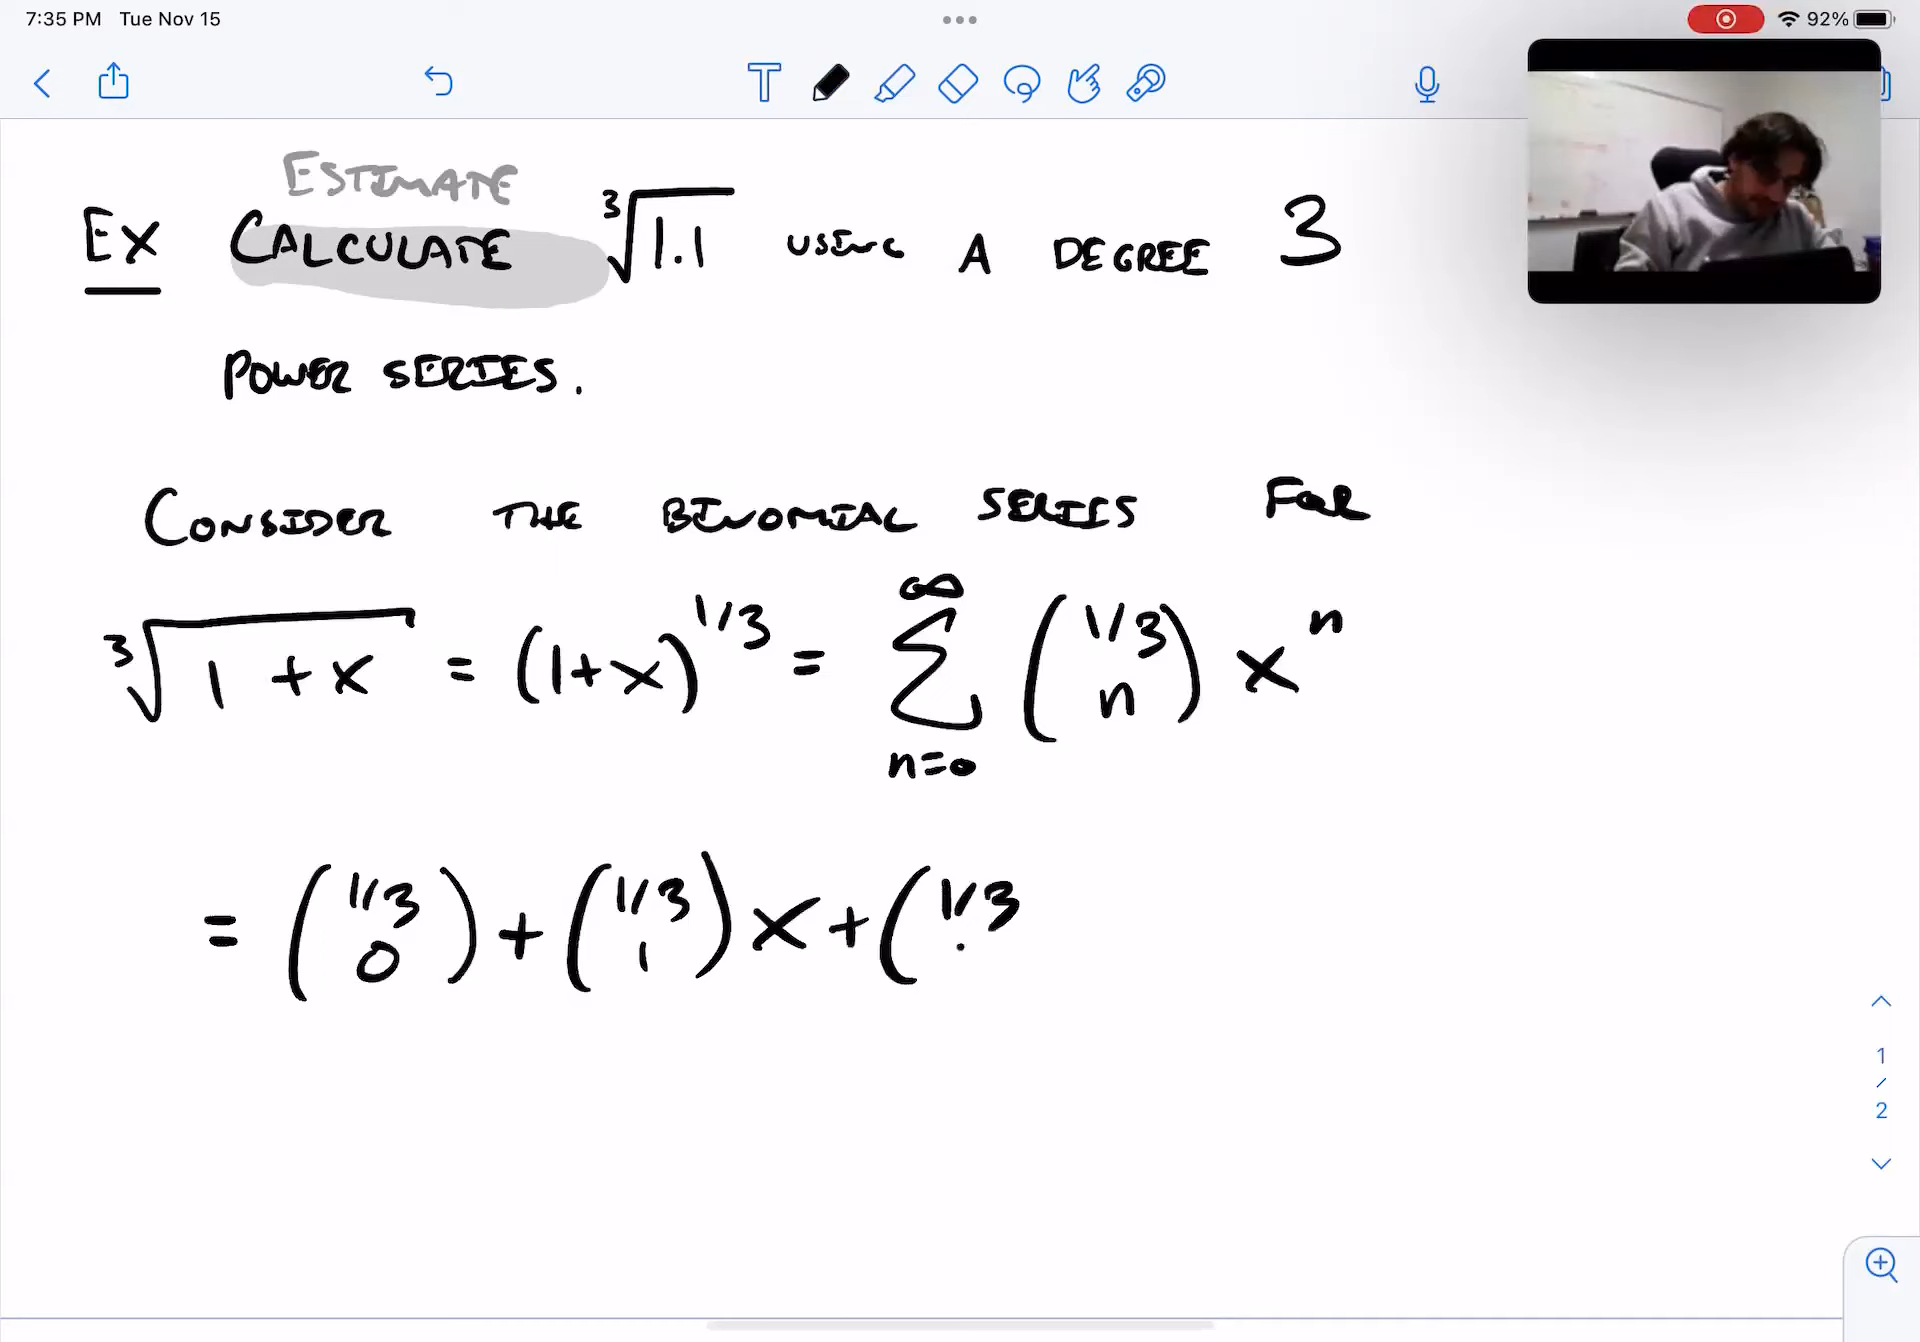 7:35 PM Tue Nov 15
92%
ESTIMATE
EX CALCULATE ∛1.1 USING A DEGREE 3
POWER SERIES.
CONSIDER THE BINOMIAL SERIES FOR
∛(1 + x) = (1+x)^(1/3) = ∑_{n=0}^{∞} (1/3 n) x^n
= (1/3 0) + (1/3 1) x + (1/3
1
/
2